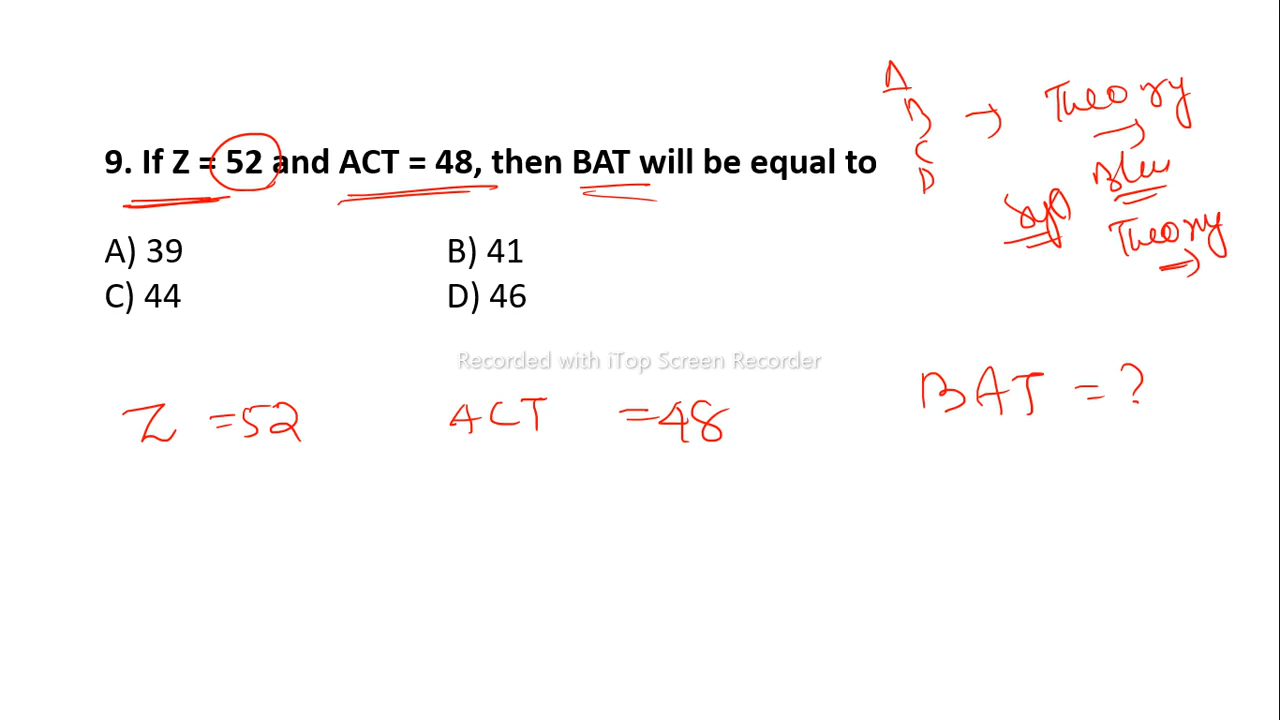 9. If Z = 52 and ACT = 48, then BAT will be equal to
A) 39 B) 41
C) 44 D) 46
A
B → Theory
C
D
Theory
Recorded with iTop Screen Recorder
Z = 52 ACT = 48 BAT = ?